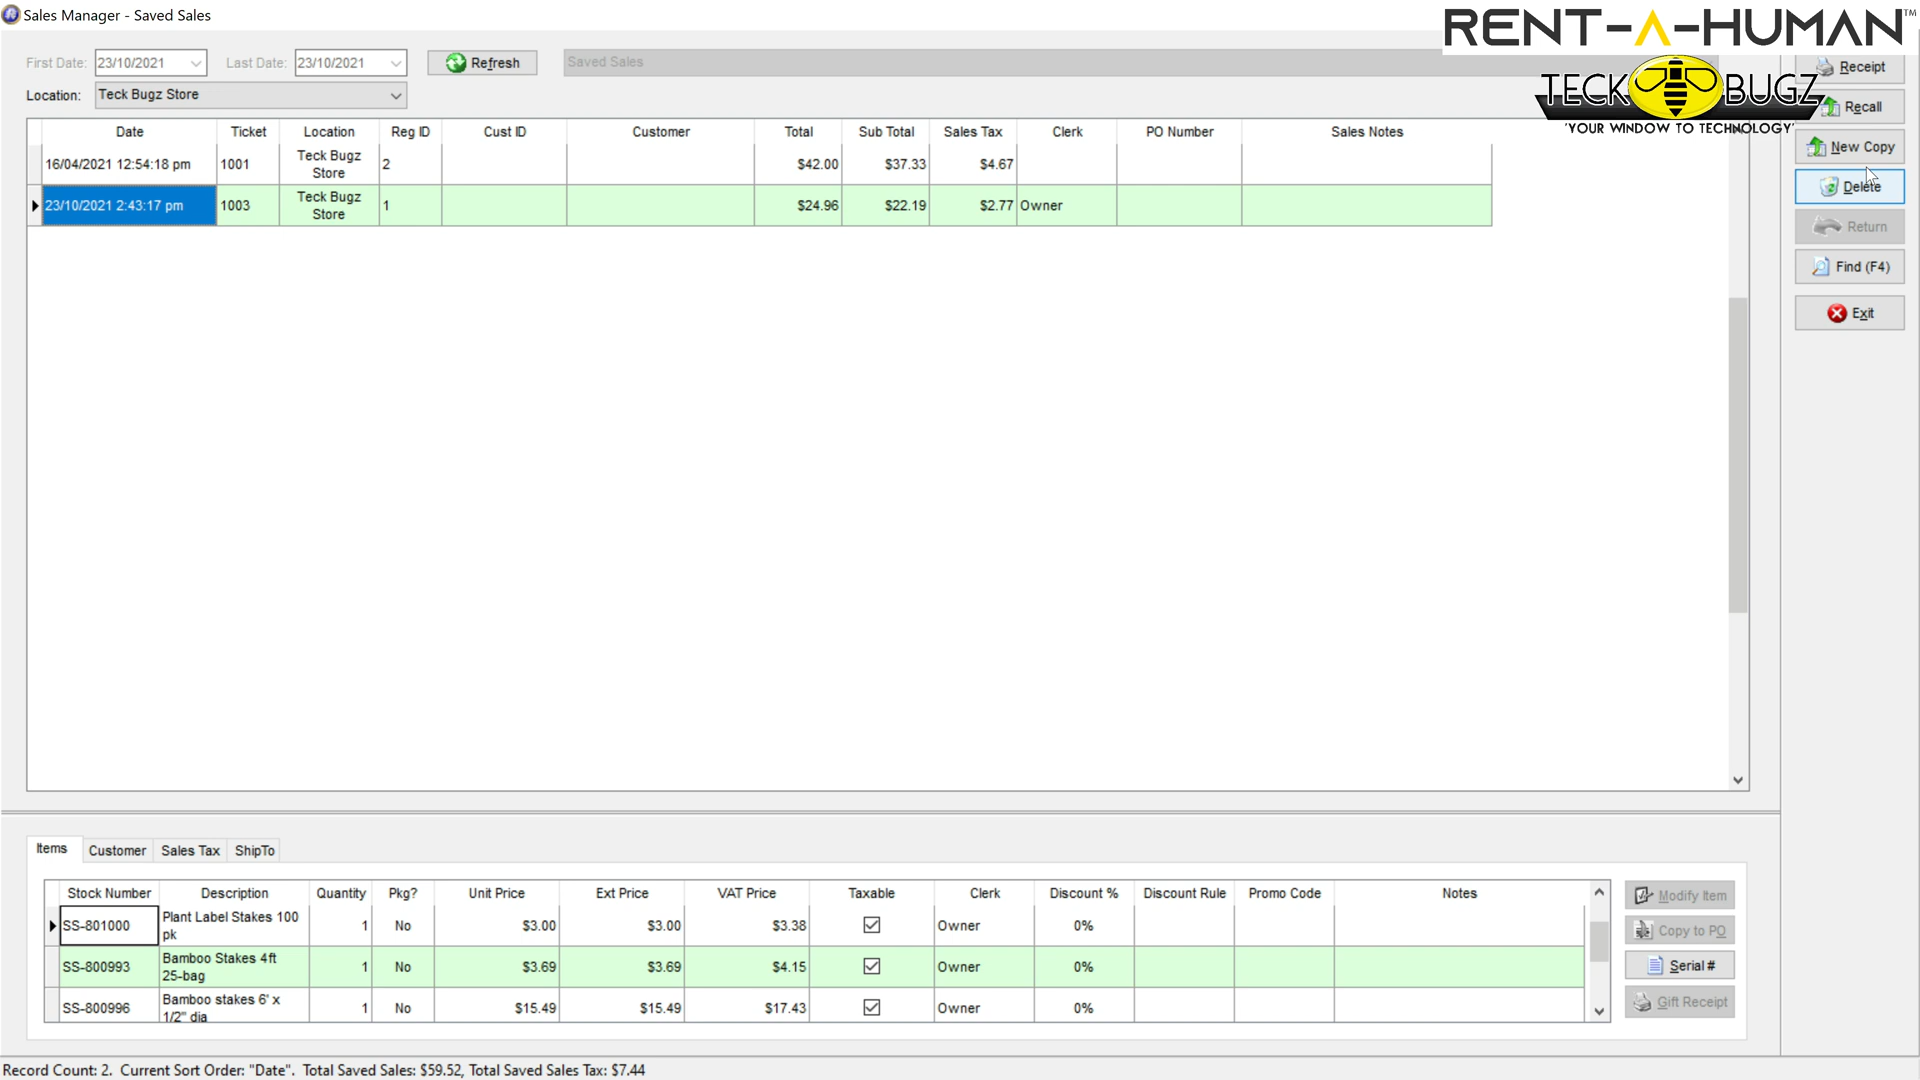 Sales Manager - Saved Sales
RENT-A-HUMAN™
First Date: 23/10/2021 Last Date: 23/10/2021 Refresh Saved Sales
Receipt
Location: Teck Bugz Store
TECK BUGZ
Recall
'YOUR WINDOW TO TECHNOLOGY'
Date Ticket Location Reg ID Cust ID Customer Total Sub Total Sales Tax Clerk PO Number Sales Notes
16/04/2021 12:54:18 pm 1001 Teck Bugz Store 2 $42.00 $37.33 $4.67
23/10/2021 2:43:17 pm 1003 Teck Bugz Store 1 $24.96 $22.19 $2.77 Owner
New Copy
Delete
Return
Find (F4)
Exit
Items Customer Sales Tax ShipTo
Stock Number Description Quantity Pkg? Unit Price Ext Price VAT Price Taxable Clerk Discount % Discount Rule Promo Code Notes
SS-801000 Plant Label Stakes 100 pk 1 No $3.00 $3.00 $3.38 Owner 0%
SS-800993 Bamboo Stakes 4ft 25-bag 1 No $3.69 $3.69 $4.15 Owner 0%
SS-800996 Bamboo stakes 6' x 1/2" dia 1 No $15.49 $15.49 $17.43 Owner 0%
Modify Item
Copy to PO
Serial #
Gift Receipt
Record Count: 2. Current Sort Order: "Date". Total Saved Sales: $59.52, Total Saved Sales Tax: $7.44